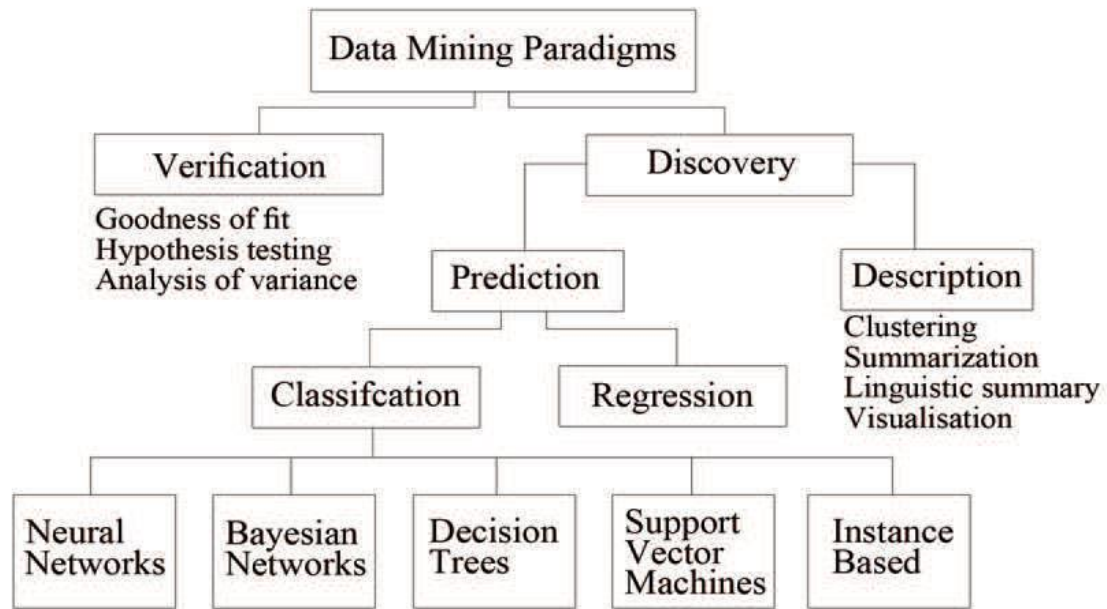 Data Mining Paradigms
Verification
Goodness of fit
Hypothesis testing
Analysis of variance
Discovery
Prediction
Description
Clustering
Summarization
Linguistic summary
Visualisation
Classifcation
Regression
Neural
Networks
Bayesian
Networks
Decision
Trees
Support
Vector
Machines
Instance
Based